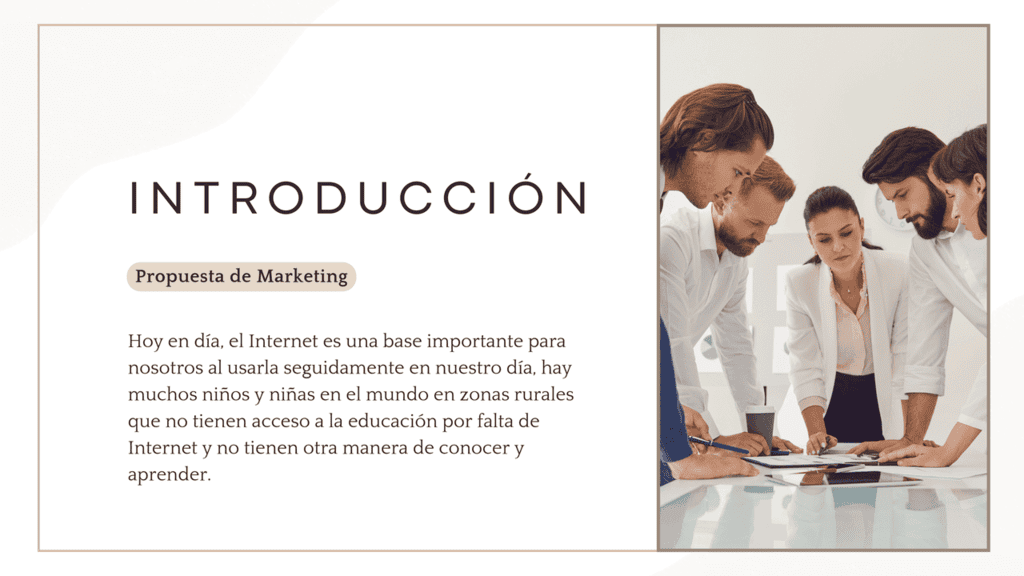 INTRODUCCIÓN
Propuesta de Marketing
Hoy en día, el Internet es una base importante para
nosotros al usarla seguidamente en nuestro día, hay
muchos niños y niñas en el mundo en zonas rurales
que no tienen acceso a la educación por falta de
Internet y no tienen otra manera de conocer y
aprender.